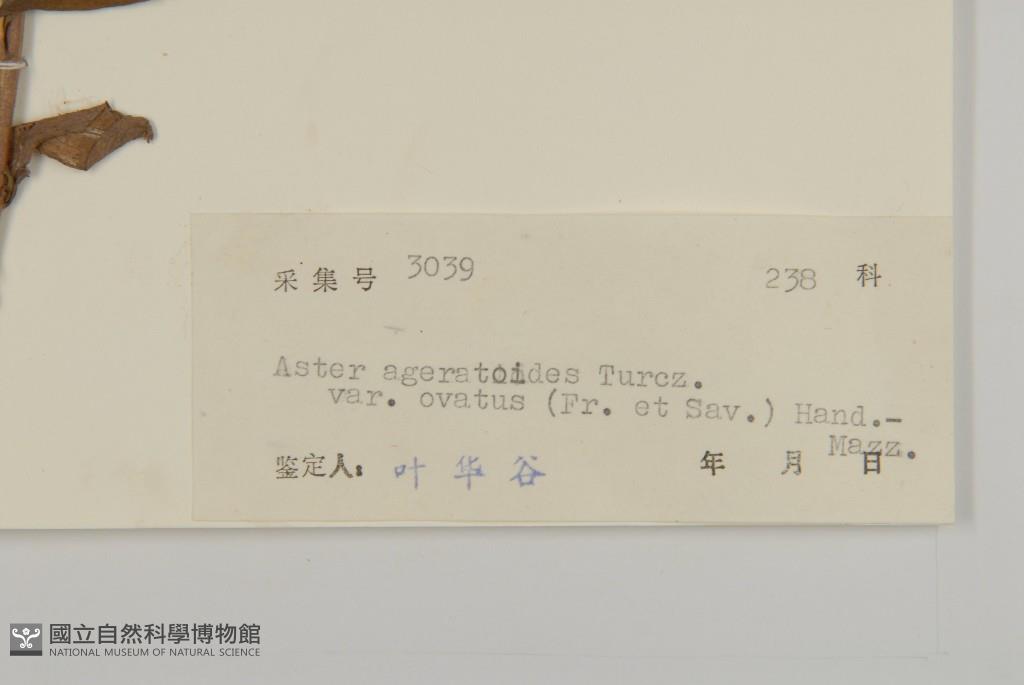 采集号 3039 238 科
Aster ageratoides Turcz.
var. ovatus (Fr. et Sav.) Hand.-
Mazz.
鉴定人: 叶华谷 年 月 日
國立自然科學博物館
NATIONAL MUSEUM OF NATURAL SCIENCE